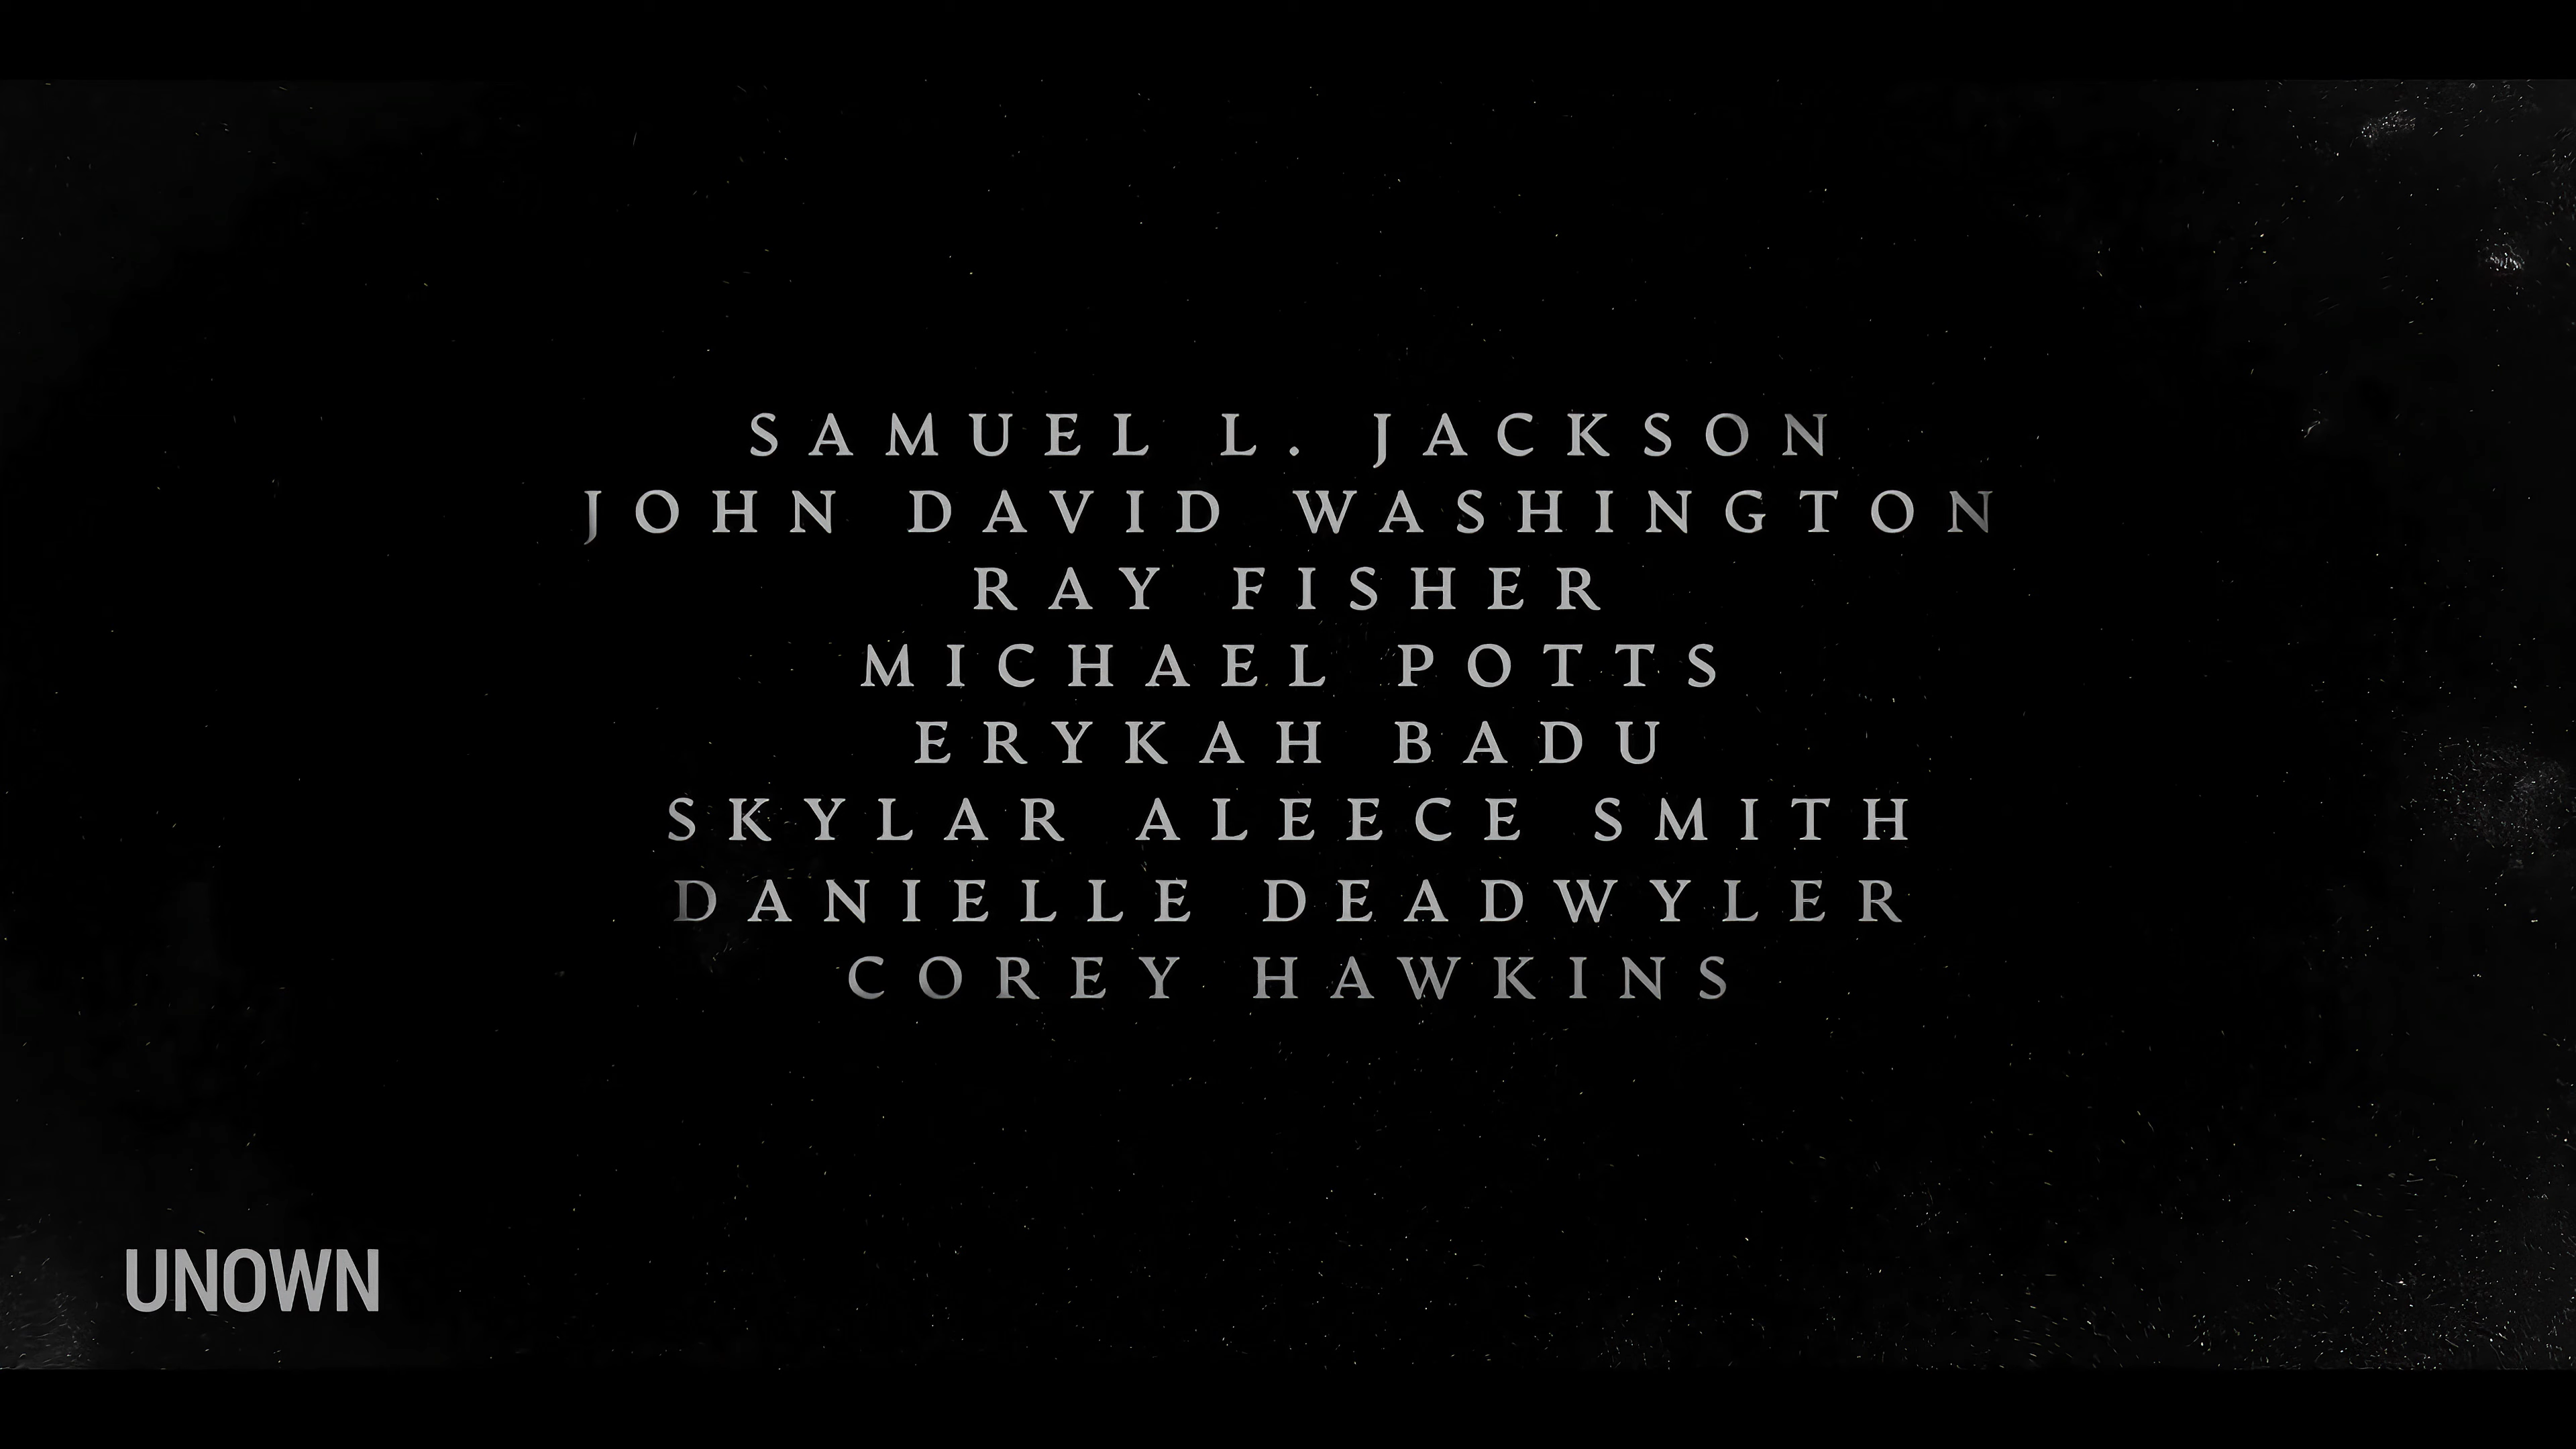 SAMUEL L. JACKSON
JOHN DAVID WASHINGTON
RAY FISHER
MICHAEL POTTS
ERYKAH BADU
SKYLAR ALEECE SMITH
DANIELLE DEADWYLER
COREY HAWKINS
UNOWN